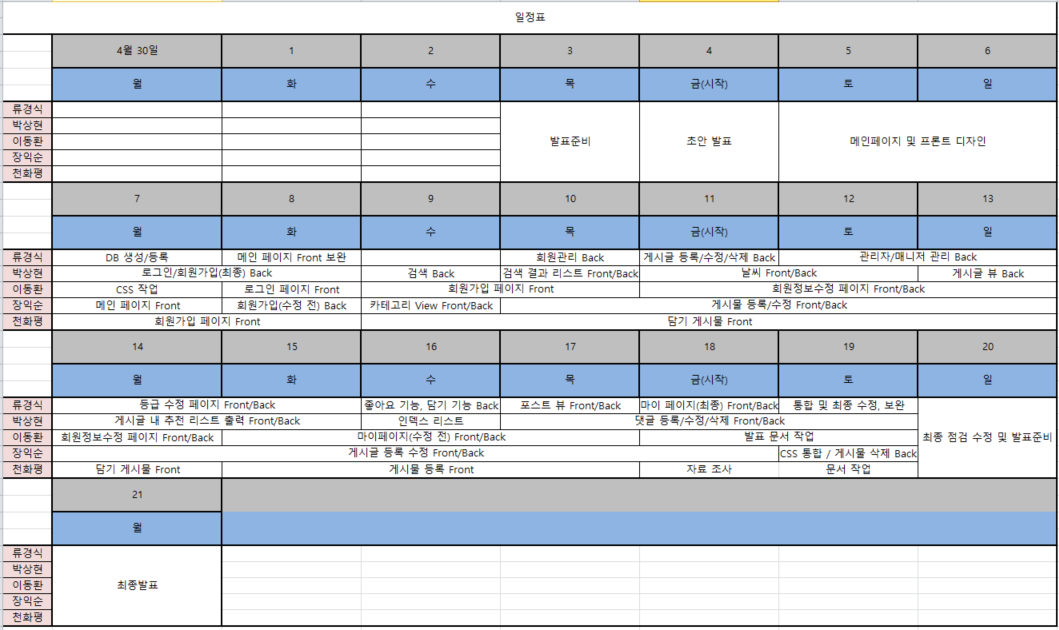 일정표
4월 30일 1 2 3 4 5 6
월 화 수 목 금(시작) 토 일
류경식
박상현
이동환 발표준비 초안 발표 메인페이지 및 프론트 디자인
장익순
전화평
7 8 9 10 11 12 13
월 화 수 목 금(시작) 토 일
류경식 DB 생성/등록 메인 페이지 Front 보완 회원관리 Back 게시글 등록/수정/삭제 Back 관리자/매니저 관리 Back
박상현 로그인/회원가입(최종) Back 검색 Back 검색 결과 리스트 Front/Back 날씨 Front/Back 게시글 뷰 Back
이동환 CSS 작업 로그인 페이지 Front 회원가입 페이지 Front 회원정보수정 페이지 Front/Back
장익순 메인 페이지 Front 회원가입(수정 전) Back 카테고리 View Front/Back 게시물 등록/수정 Front/Back
전화평 회원가입 페이지 Front 담기 게시물 Front
14 15 16 17 18 19 20
월 화 수 목 금(시작) 토 일
류경식 등급 수정 페이지 Front/Back 좋아요 기능, 담기 기능 Back 포스트 뷰 Front/Back 마이 페이지(최종) Front/Back 통합 및 최종 수정, 보완
박상현 게시글 내 추천 리스트 출력 Front/Back 인덱스 리스트 댓글 등록/수정/삭제 Front/Back
이동환 회원정보수정 페이지 Front/Back 마이페이지(수정 전) Front/Back 발표 문서 작업 최종 점검 수정 및 발표준비
장익순 게시글 등록 수정 Front/Back CSS 통합 / 게시물 삭제 Back
전화평 담기 게시물 Front 게시물 등록 Front 자료 조사 문서 작업
21
월
류경식
박상현
이동환 최종발표
장익순
전화평